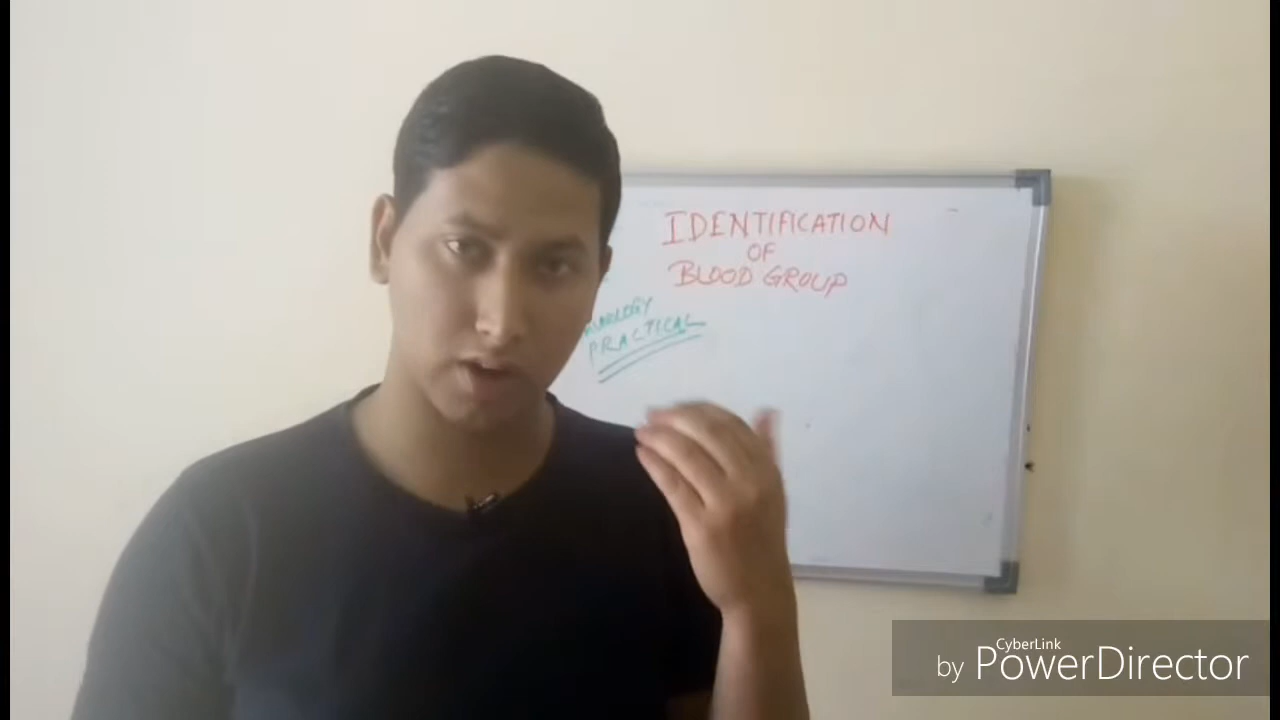 IDENTIFICATION
OF
BLOOD GROUP
PRACTICAL
CyberLink
by PowerDirector